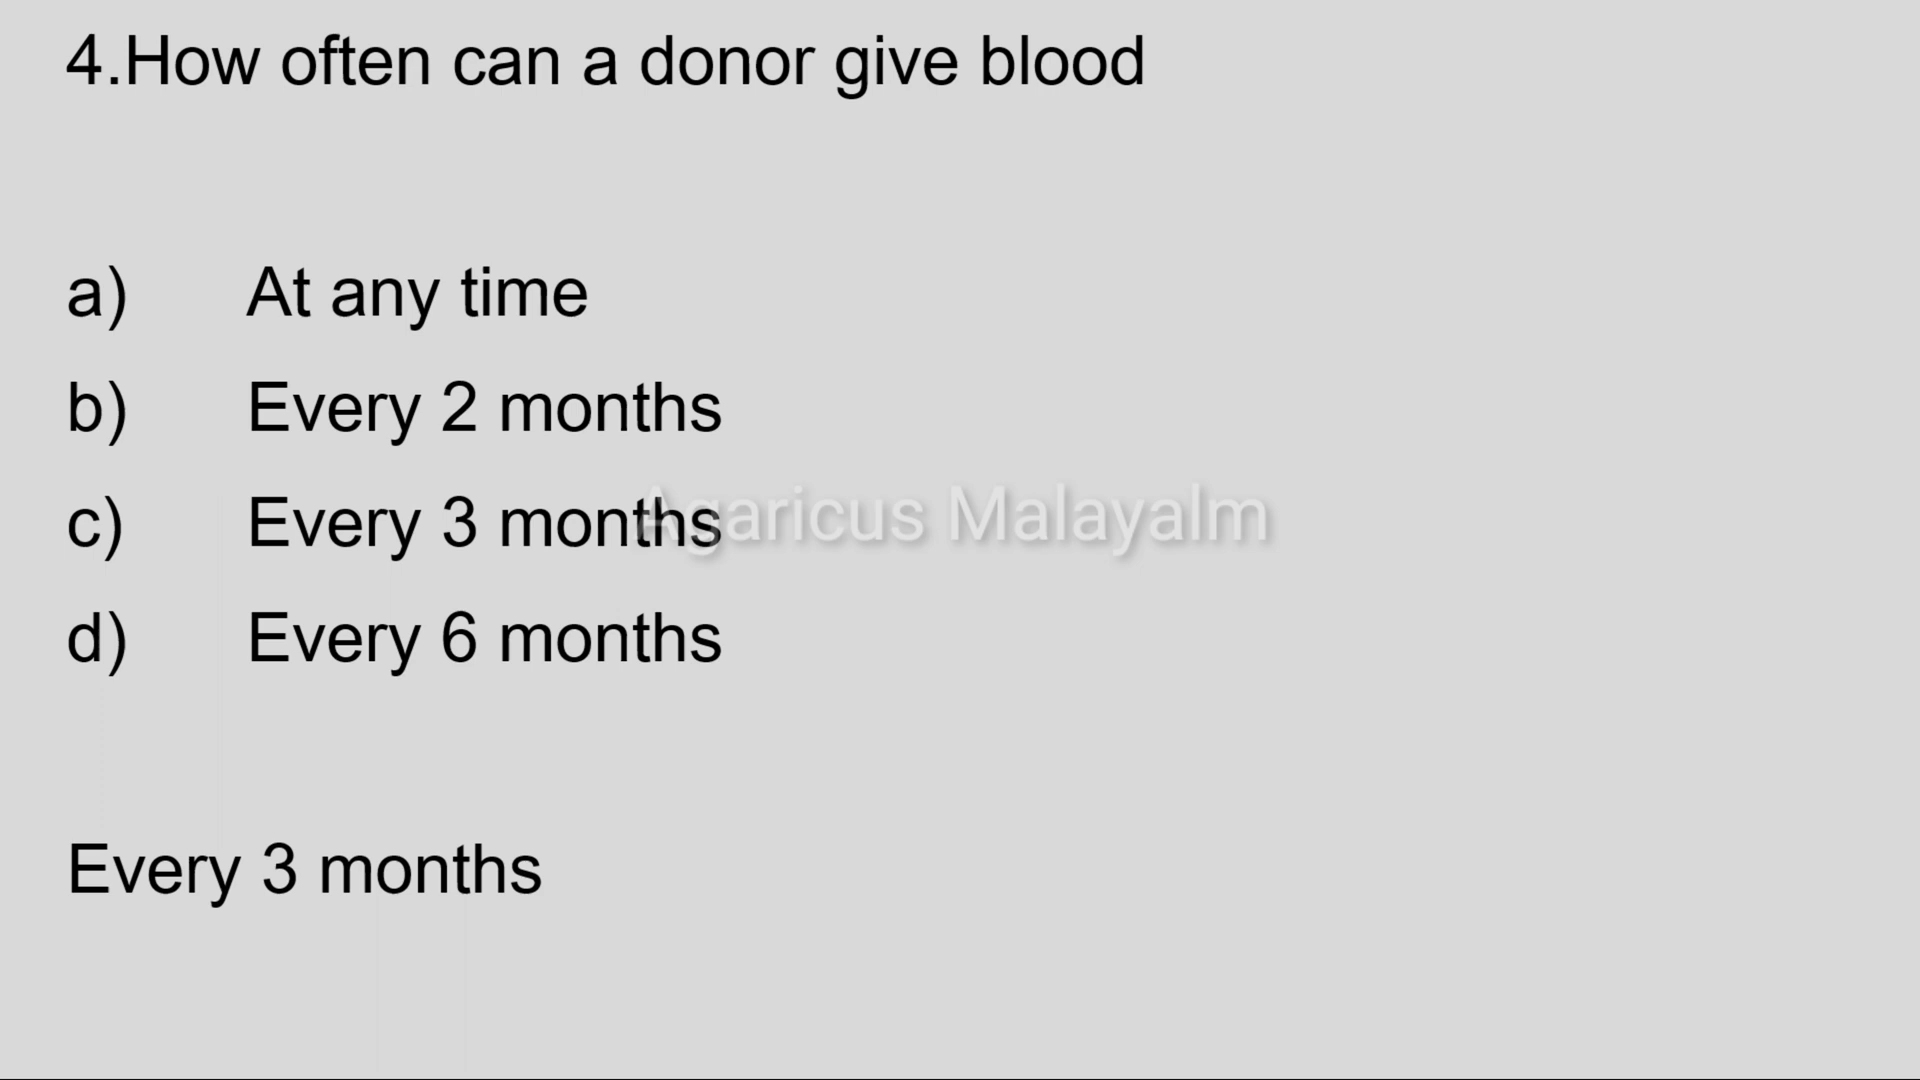 4.How often can a donor give blood
a) At any time
b) Every 2 months
c) Every 3 months
Agaricus Malayalm
d) Every 6 months
Every 3 months